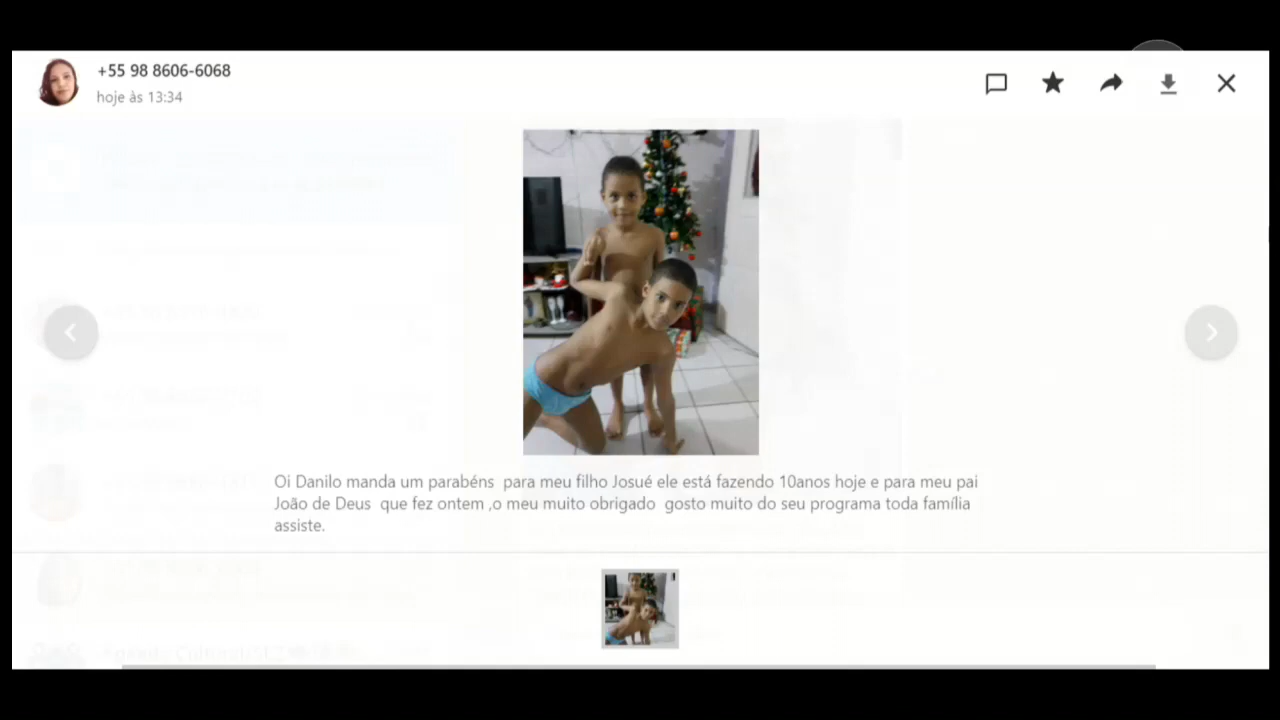 +55 98 8606-6068
hoje às 13:34
Oi Danilo manda um parabéns para meu filho Josué ele está fazendo 10anos hoje e para meu pai
João de Deus que fez ontem ,o meu muito obrigado gosto muito do seu programa toda família
assiste.